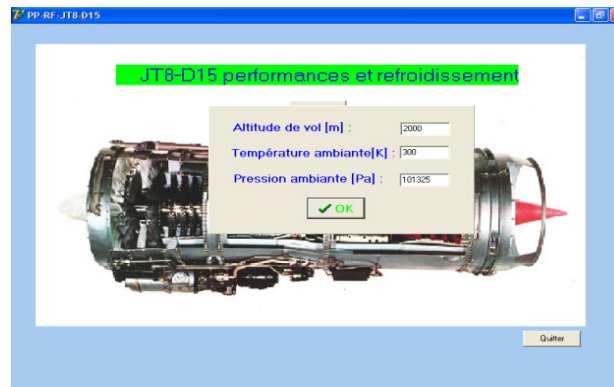 PP-RF-JT8-D15
JT8-D15 performances et refroidissement
Altitude de vol [m] : 2000
Température ambiante[K] : 300
Pression ambiante [Pa] : 101325
OK
Quitter